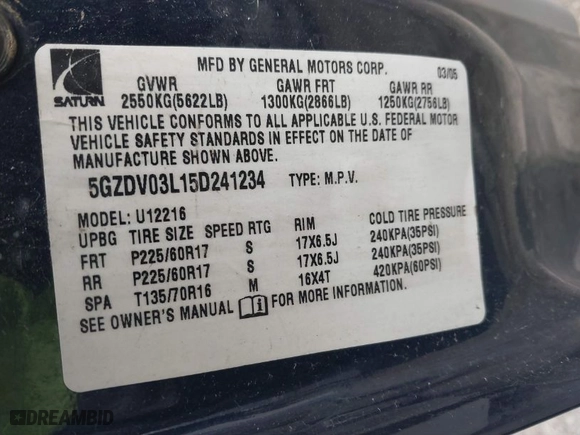 MFD BY GENERAL MOTORS CORP. 03/05
SATURN
GVWR GAWR FRT GAWR RR
2550KG(5622LB) 1300KG(2866LB) 1250KG(2756LB)
THIS VEHICLE CONFORMS TO ALL APPLICABLE U.S. FEDERAL MOTOR
VEHICLE SAFETY STANDARDS IN EFFECT ON THE DATE OF
MANUFACTURE SHOWN ABOVE.
5GZDV03L15D241234 TYPE: M.P.V.
MODEL: U12216
UPBG TIRE SIZE SPEED RTG RIM COLD TIRE PRESSURE
FRT P225/60R17 S 17X6.5J 240KPA(35PSI)
RR P225/60R17 S 17X6.5J 240KPA(35PSI)
SPA T135/70R16 M 16X4T 420KPA(60PSI)
SEE OWNER'S MANUAL FOR MORE INFORMATION.
DREAMBID